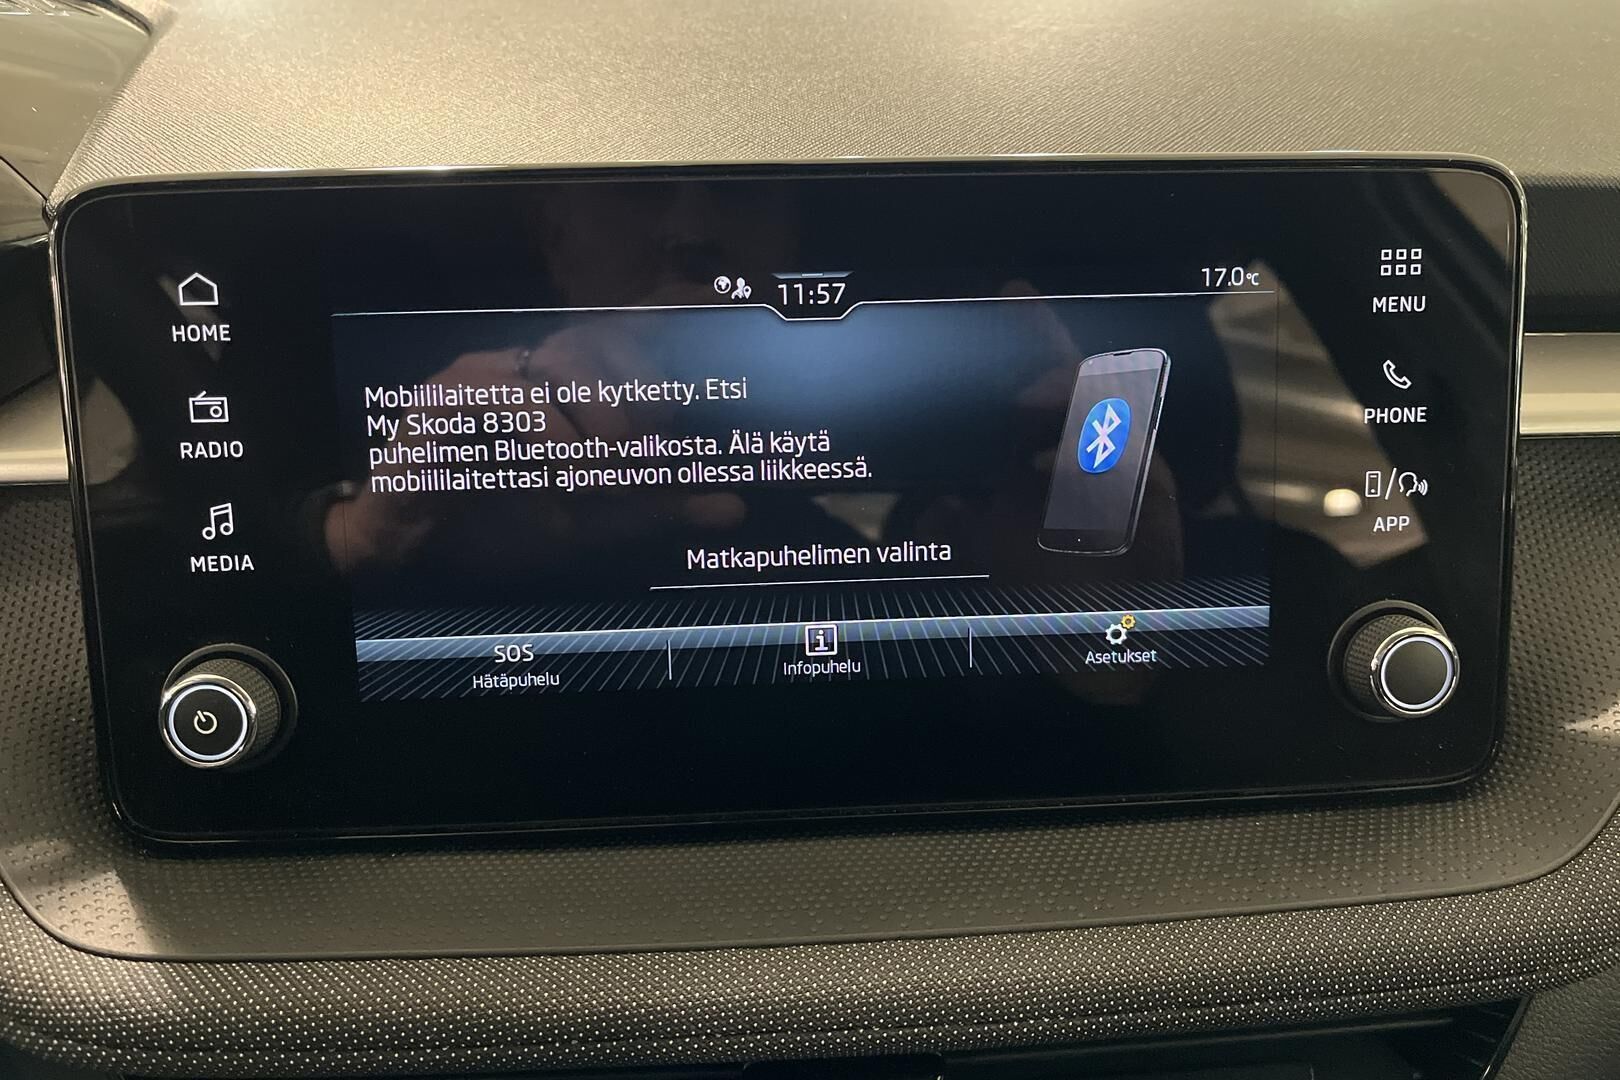 11:57
17.0°C
HOME
RADIO
MEDIA
Mobiililaitetta ei ole kytketty. Etsi
My Skoda 8303
puhelimen Bluetooth-valikosta. Älä käytä
mobiililaitettasi ajoneuvon ollessa liikkeessä.
Matkapuhelimen valinta
SOS
Hätäpuhelu
i
Infopuhelu
Asetukset
MENU
PHONE
APP